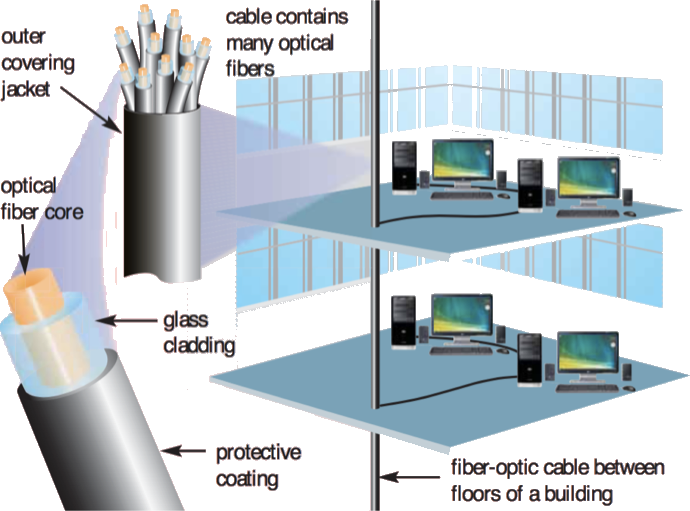 outer
covering
jacket
cable contains
many optical
fibers
optical
fiber core
glass
cladding
protective
coating
fiber-optic cable between
floors of a building